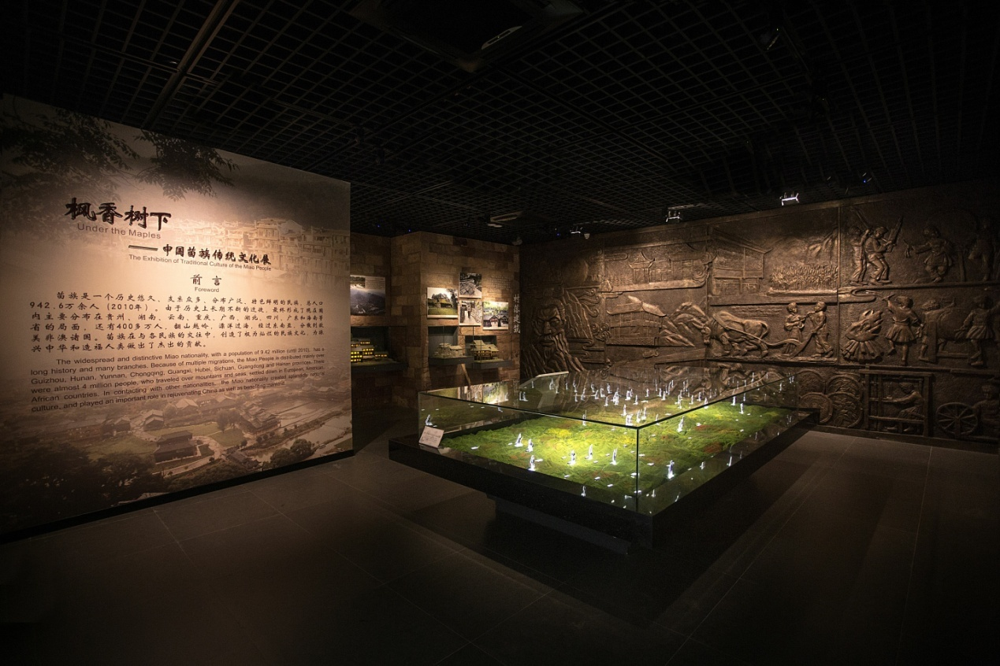 枫香树下
Under the Maples
——中国苗族传统文化展
The Exhibition of Traditional Culture of the Miao People
前言
Foreword
苗族是一个历史悠久、支系众多、分布广泛、特色鲜明的民族，总人口
942.6万余人（2010年）。由于历史上长期不断的迁徙，最终形成了现在国
内主要分布在贵州、湖南、云南、重庆、广西、湖北、四川、广东和海南等
省的局面，还有400多万人，翻山越岭，漂洋过海，经过东南亚，分散到欧
美非澳诸国。苗族在与各民族的交往中，创造了极为灿烂的民族文化，为振
兴中华和造福人类做出了杰出的贡献。
The widespread and distinctive Miao nationality, with a population of 9.42 million (until 2010), has a
long history and many branches. Because of multiple migrations, the Miao People is distributed mainly over
Guizhou, Hunan, Yunnan, Chongqing, Guangxi, Hubei, Sichuan, Guangdong and Hainan province. There
were almost 4 million people, who traveled over mountains and seas, settled down in European, American,
African countries. In contacting with other nationalities, the Miao nationality created splendidly
culture, and played an important role in rejuvenating China as well as benefiting mankind.